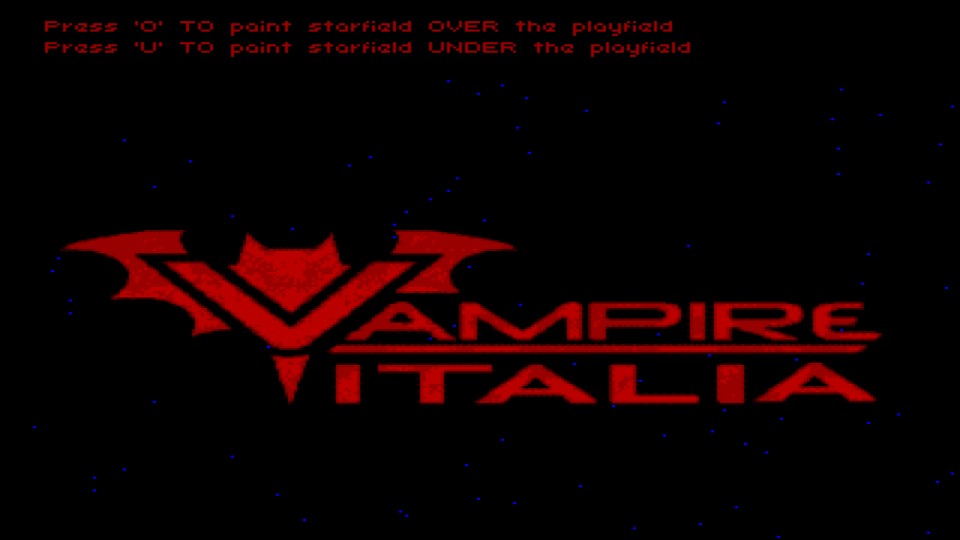 Press 'O' TO paint starfield OVER the playfield
Press 'U' TO paint starfield UNDER the playfield
VAMPIRE
ITALIA